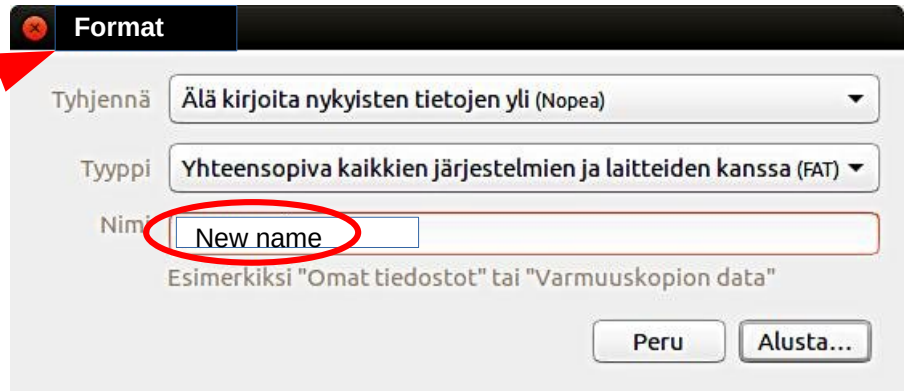 Format
Tyhjennä Älä kirjoita nykyisten tietojen yli (Nopea)
Tyyppi Yhteensopiva kaikkien järjestelmien ja laitteiden kanssa (FAT)
Nimi New name
Esimerkiksi "Omat tiedostot" tai "Varmuuskopion data"
Peru Alusta...